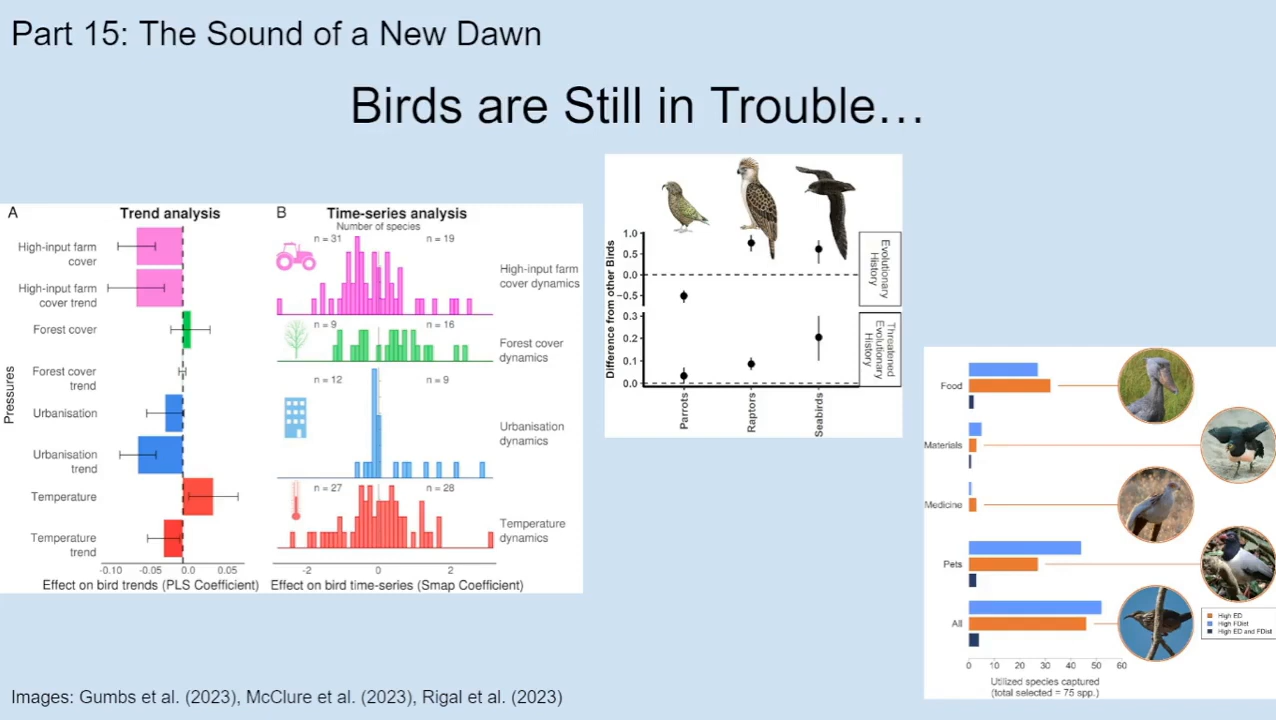 Part 15: The Sound of a New Dawn
Birds are Still in Trouble…
A
Trend analysis
Pressures
High-input farm
cover
High-input farm
cover trend
Forest cover
Forest cover
trend
Urbanisation
Urbanisation
trend
Temperature
Temperature
trend
-0.10 -0.05 0.0 0.05
Effect on bird trends (PLS Coefficient)
B
Time-series analysis
Number of species
n = 31 n = 19
High-input farm
cover dynamics
n = 9 n = 16
Forest cover
dynamics
n = 12 n = 9
Urbanisation
dynamics
n = 27 n = 28
Temperature
dynamics
-2 0 2
Effect on bird time-series (Smap Coefficient)
Difference from other Birds
1.0
0.5
0.0
−0.5
Evolutionary
History
0.3
0.2
0.1
0.0
Threatened
Evolutionary
History
Parrots
Raptors
Seabirds
Food
Materials
Medicine
Pets
All
High ED
High FDist
High ED and FDist
0 10 20 30 40 50 60
Utilized species captured
(total selected = 75 spp.)
Images: Gumbs et al. (2023), McClure et al. (2023), Rigal et al. (2023)